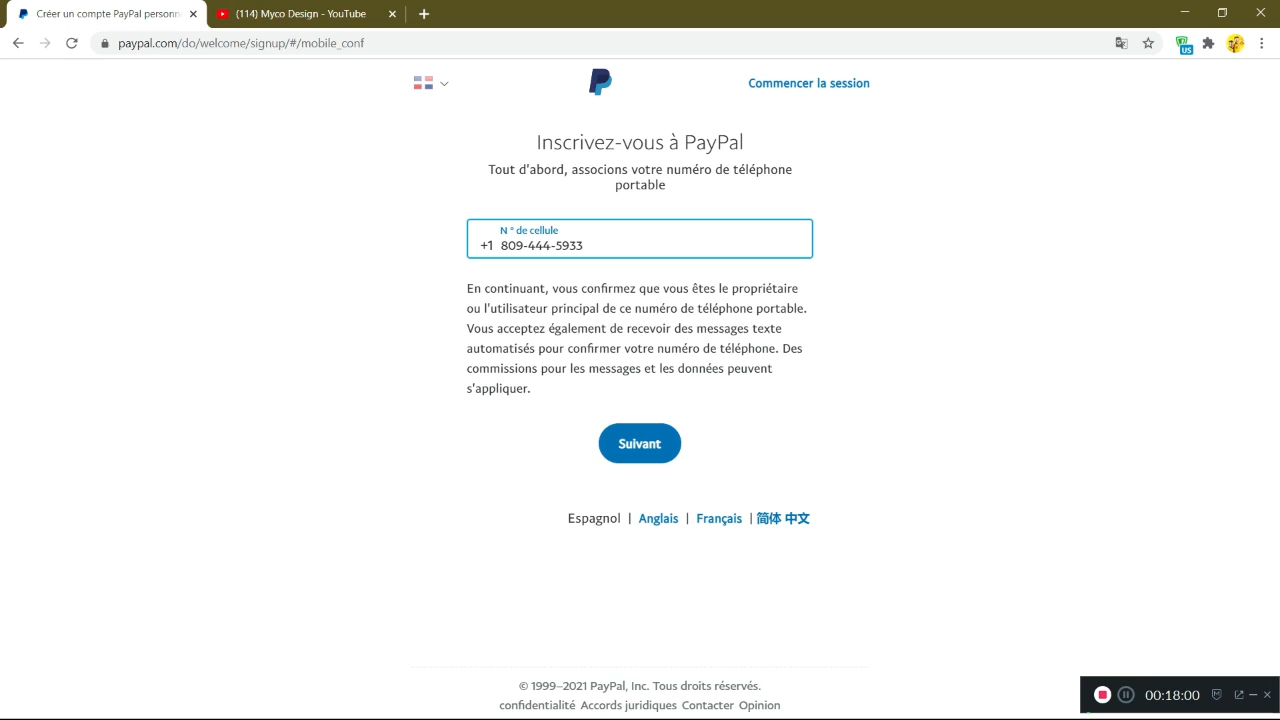 Créer un compte PayPal personn
(114) Myco Design - YouTube
paypal.com/do/welcome/signup/#/mobile_conf
US
Commencer la session
Inscrivez-vous à PayPal
Tout d'abord, associons votre numéro de téléphone
portable
N ° de cellule
+1 809-444-5933
En continuant, vous confirmez que vous êtes le propriétaire
ou l'utilisateur principal de ce numéro de téléphone portable.
Vous acceptez également de recevoir des messages texte
automatisés pour confirmer votre numéro de téléphone. Des
commissions pour les messages et les données peuvent
s'appliquer.
Suivant
Espagnol | Anglais | Français | 简体 中文
© 1999–2021 PayPal, Inc. Tous droits réservés.
confidentialité Accords juridiques Contacter Opinion
00:18:00